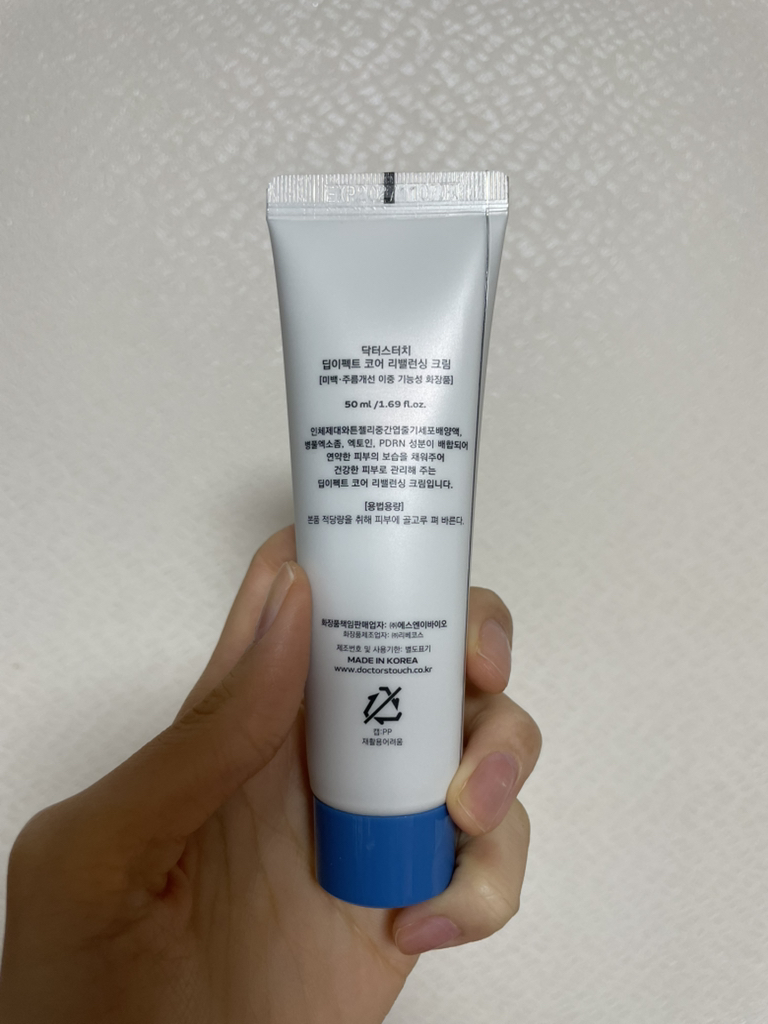 닥터스터치
딥이펙트 코어 리밸런싱 크림
[미백·주름개선 이중 기능성 화장품]
50 ml /1.69 fl.oz.
인체제대와튼젤리중간엽줄기세포배양액,
병풀엑소좀, 엑토인, PDRN 성분이 배합되어
연약한 피부의 보습을 채워주어
건강한 피부로 관리해 주는
딥이펙트 코어 리밸런싱 크림입니다.
[용법용량]
본품 적당량을 취해 피부에 골고루 펴 바른다.
화장품책임판매업자: ㈜에스엔이바이오
화장품제조업자: ㈜리베코스
제조번호 및 사용기한: 별도표기
MADE IN KOREA
www.doctorstouch.co.kr
캡:PP
재활용어려움